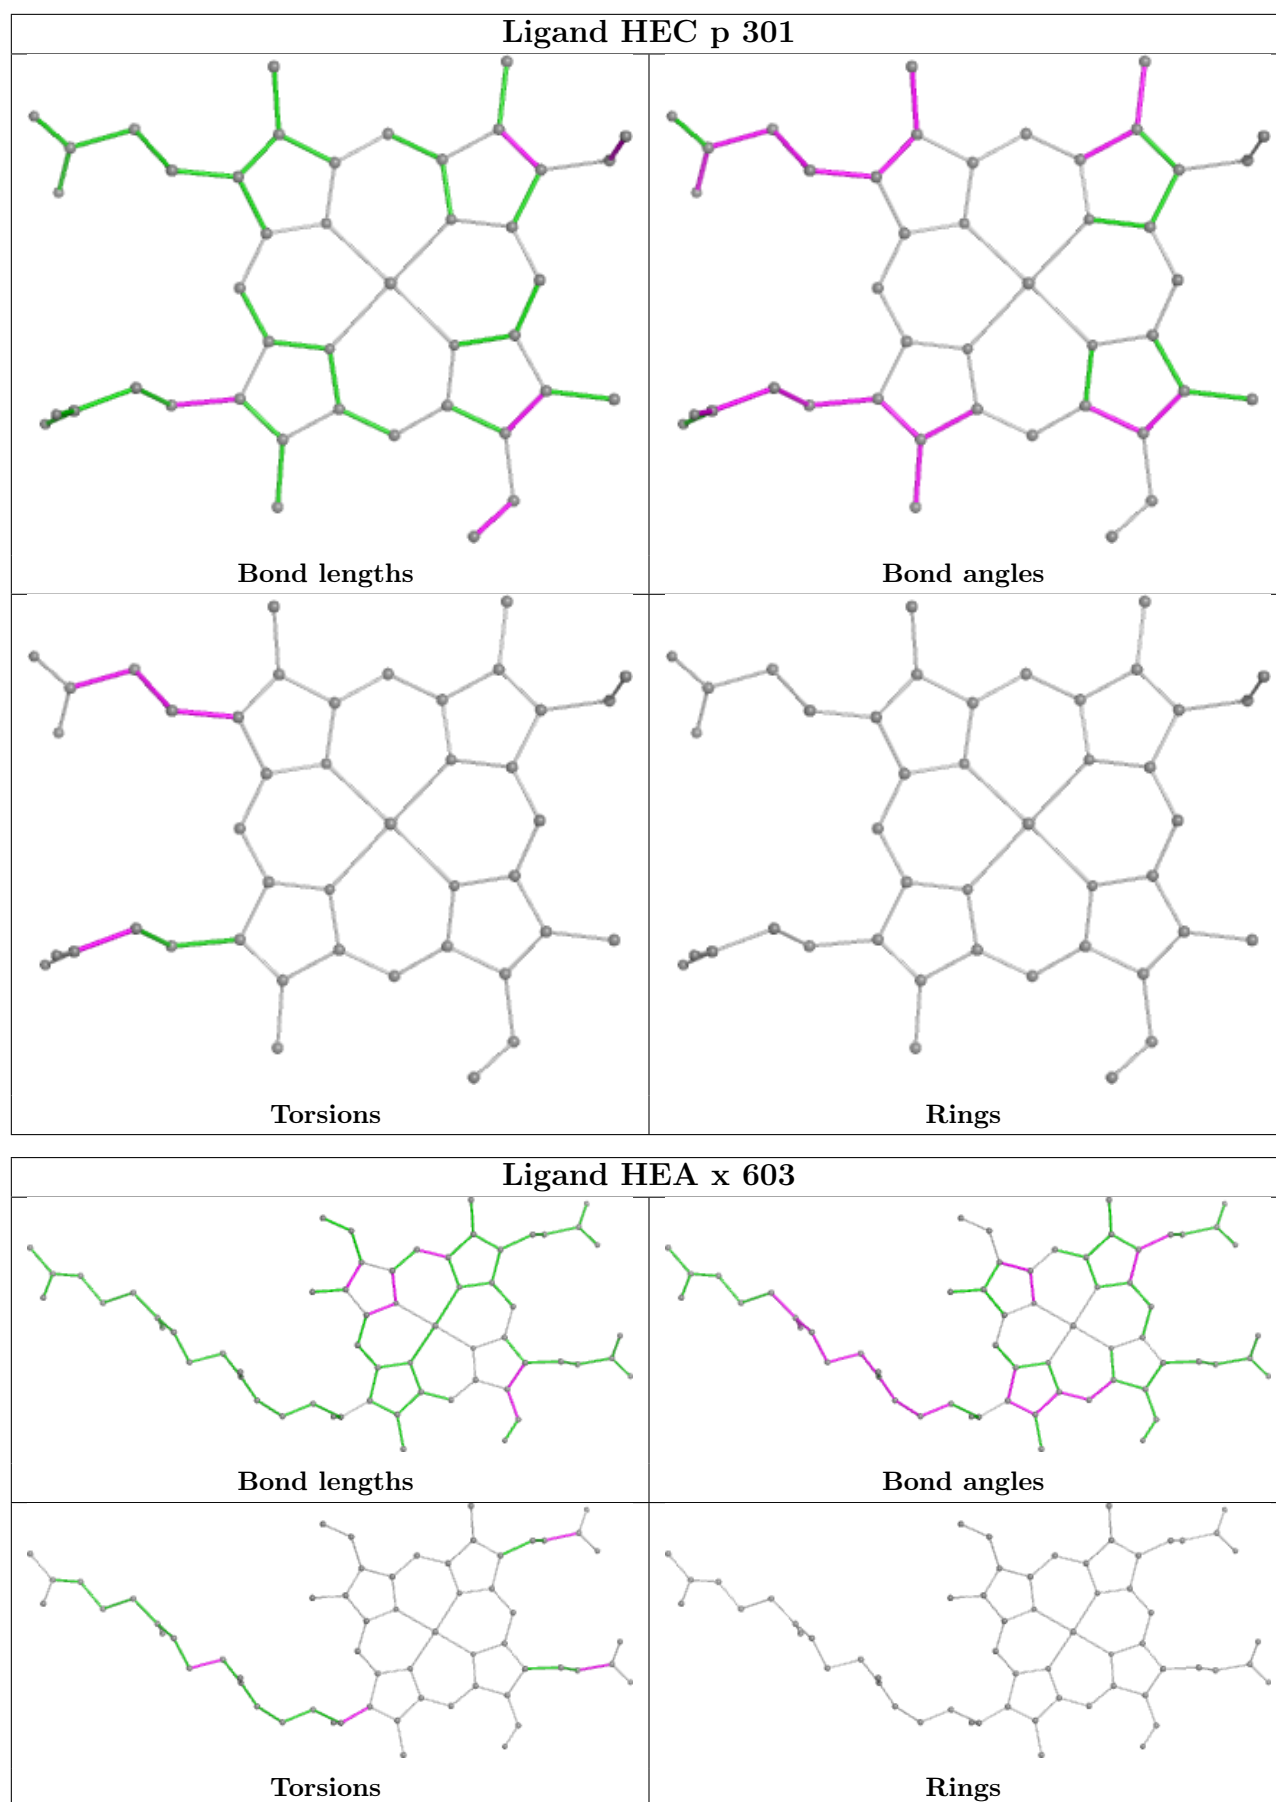 Ligand HEC p 301
Bond lengths
Bond angles
Torsions
Rings
Ligand HEA x 603
Bond lengths
Bond angles
Torsions
Rings